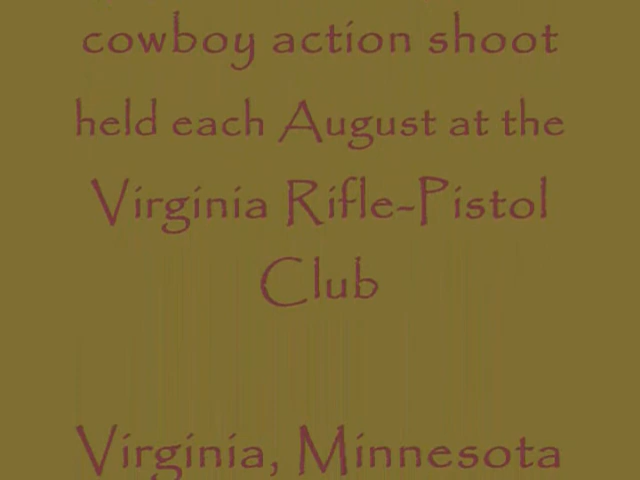 cowboy action shoot
held each August at the
Virginia Rifle-Pistol
Club
Virginia, Minnesota